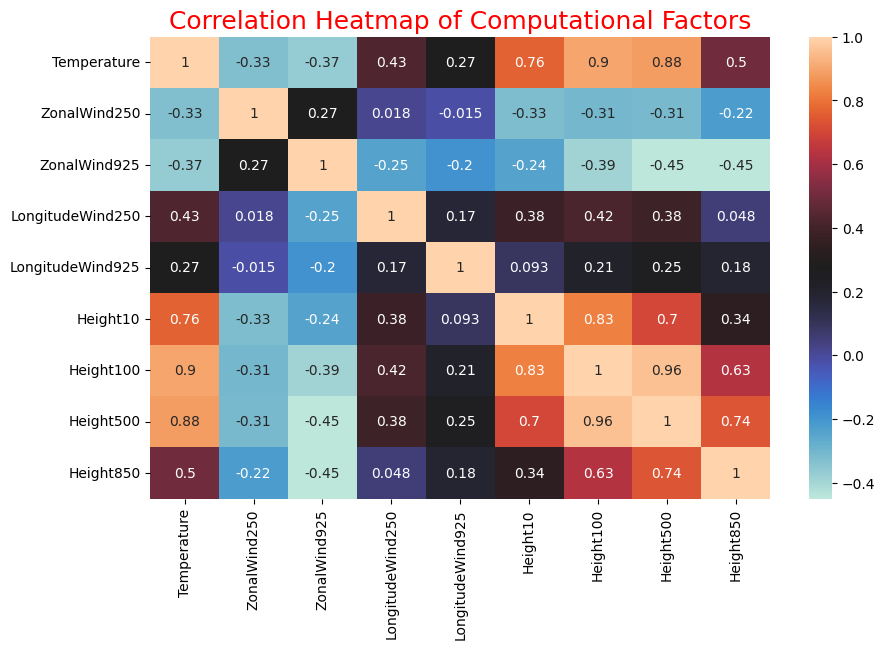 Correlation Heatmap of Computational Factors
Temperature 1 -0.33 -0.37 0.43 0.27 0.76 0.9 0.88 0.5
ZonalWind250 -0.33 1 0.27 0.018 -0.015 -0.33 -0.31 -0.31 -0.22
ZonalWind925 -0.37 0.27 1 -0.25 -0.2 -0.24 -0.39 -0.45 -0.45
LongitudeWind250 0.43 0.018 -0.25 1 0.17 0.38 0.42 0.38 0.048
LongitudeWind925 0.27 -0.015 -0.2 0.17 1 0.093 0.21 0.25 0.18
Height10 0.76 -0.33 -0.24 0.38 0.093 1 0.83 0.7 0.34
Height100 0.9 -0.31 -0.39 0.42 0.21 0.83 1 0.96 0.63
Height500 0.88 -0.31 -0.45 0.38 0.25 0.7 0.96 1 0.74
Height850 0.5 -0.22 -0.45 0.048 0.18 0.34 0.63 0.74 1
Temperature
ZonalWind250
ZonalWind925
LongitudeWind250
LongitudeWind925
Height10
Height100
Height500
Height850
1.0
0.8
0.6
0.4
0.2
0.0
−0.2
−0.4